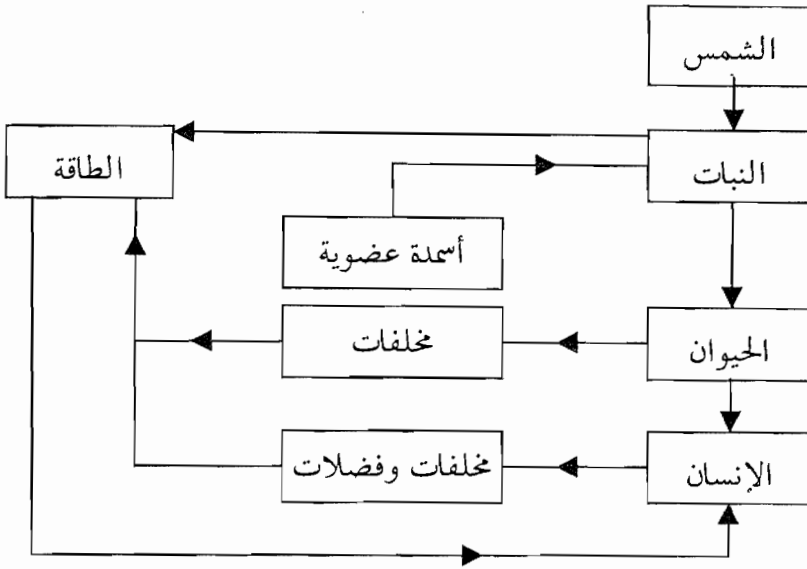 الشمس
النبات
الطاقة
أسمدة عضوية
الحيوان
مخلفات
الإنسان
مخلفات وفضلات